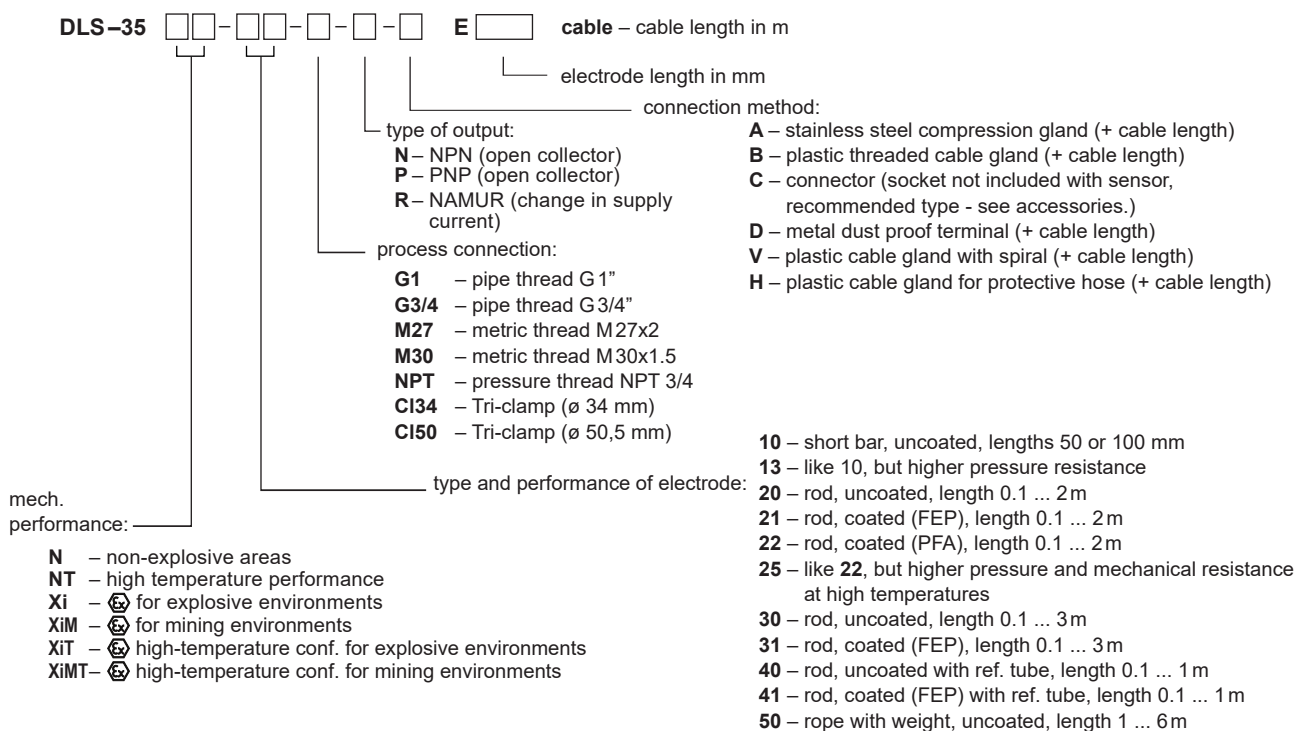 DLS–35 – – – – E cable – cable length in m
electrode length in mm
connection method:
A – stainless steel compression gland (+ cable length)
B – plastic threaded cable gland (+ cable length)
C – connector (socket not included with sensor,
recommended type - see accessories.)
D – metal dust proof terminal (+ cable length)
V – plastic cable gland with spiral (+ cable length)
H – plastic cable gland for protective hose (+ cable length)
type of output:
N – NPN (open collector)
P – PNP (open collector)
R – NAMUR (change in supply
current)
process connection:
G1 – pipe thread G 1”
G3/4 – pipe thread G 3/4”
M27 – metric thread M 27x2
M30 – metric thread M 30x1.5
NPT – pressure thread NPT 3/4
Cl34 – Tri-clamp (ø 34 mm)
Cl50 – Tri-clamp (ø 50,5 mm)
type and performance of electrode:
10 – short bar, uncoated, lengths 50 or 100 mm
13 – like 10, but higher pressure resistance
20 – rod, uncoated, length 0.1 ... 2 m
21 – rod, coated (FEP), length 0.1 ... 2 m
22 – rod, coated (PFA), length 0.1 ... 2 m
25 – like 22, but higher pressure and mechanical resistance
at high temperatures
30 – rod, uncoated, length 0.1 ... 3 m
31 – rod, coated (FEP), length 0.1 ... 3 m
40 – rod, uncoated with ref. tube, length 0.1 ... 1 m
41 – rod, coated (FEP) with ref. tube, length 0.1 ... 1 m
50 – rope with weight, uncoated, length 1 ... 6 m
mech.
performance:
N – non-explosive areas
NT – high temperature performance
Xi – Ex for explosive environments
XiM – Ex for mining environments
XiT – Ex high-temperature conf. for explosive environments
XiMT– Ex high-temperature conf. for mining environments